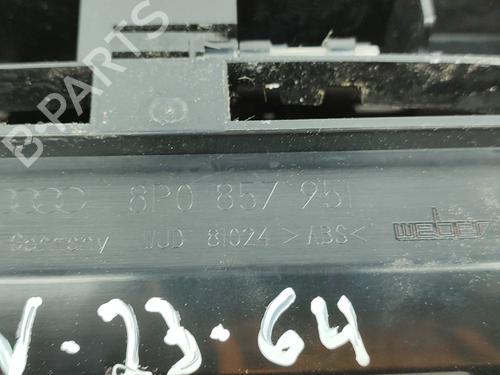 B-PARTS
8P0 857 951
Germany WJD 81024 >ABS< weber
V-23-64